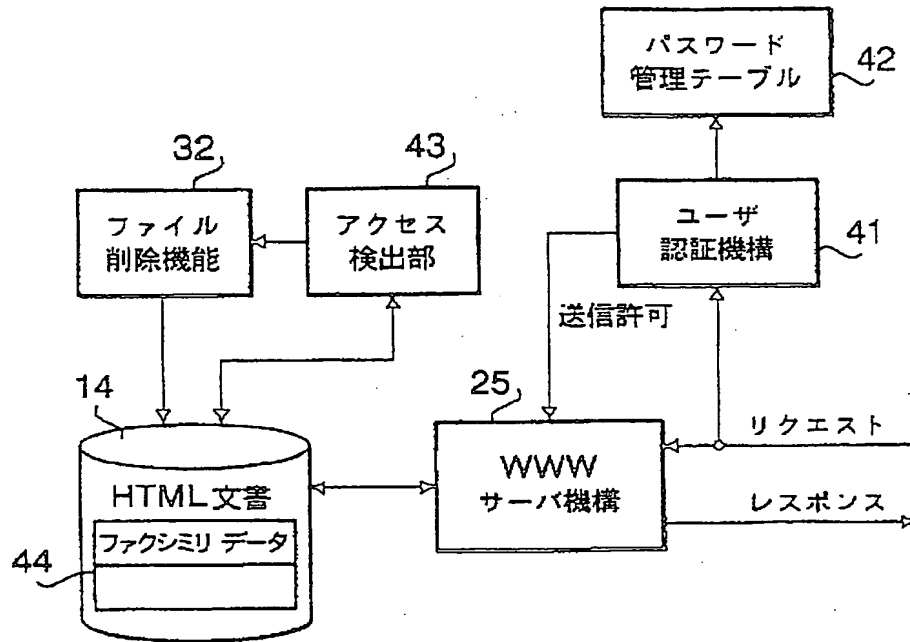 パスワード
管理テーブル
42
32
43
ファイル
削除機能
アクセス
検出部
ユーザ
認証機構
41
送信許可
14
25
リクエスト
HTML文書
WWW
サーバ機構
レスポンス
ファクシミリ データ
44